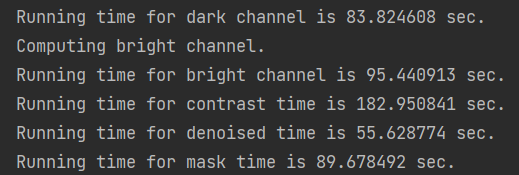 Running time for dark channel is 83.824608 sec.
Computing bright channel.
Running time for bright channel is 95.440913 sec.
Running time for contrast time is 182.950841 sec.
Running time for denoised time is 55.628774 sec.
Running time for mask time is 89.678492 sec.